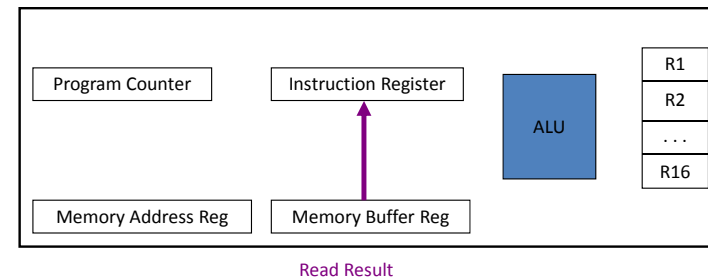 Program Counter
Instruction Register
ALU
R1
R2
. . .
R16
Memory Address Reg
Memory Buffer Reg
Read Result